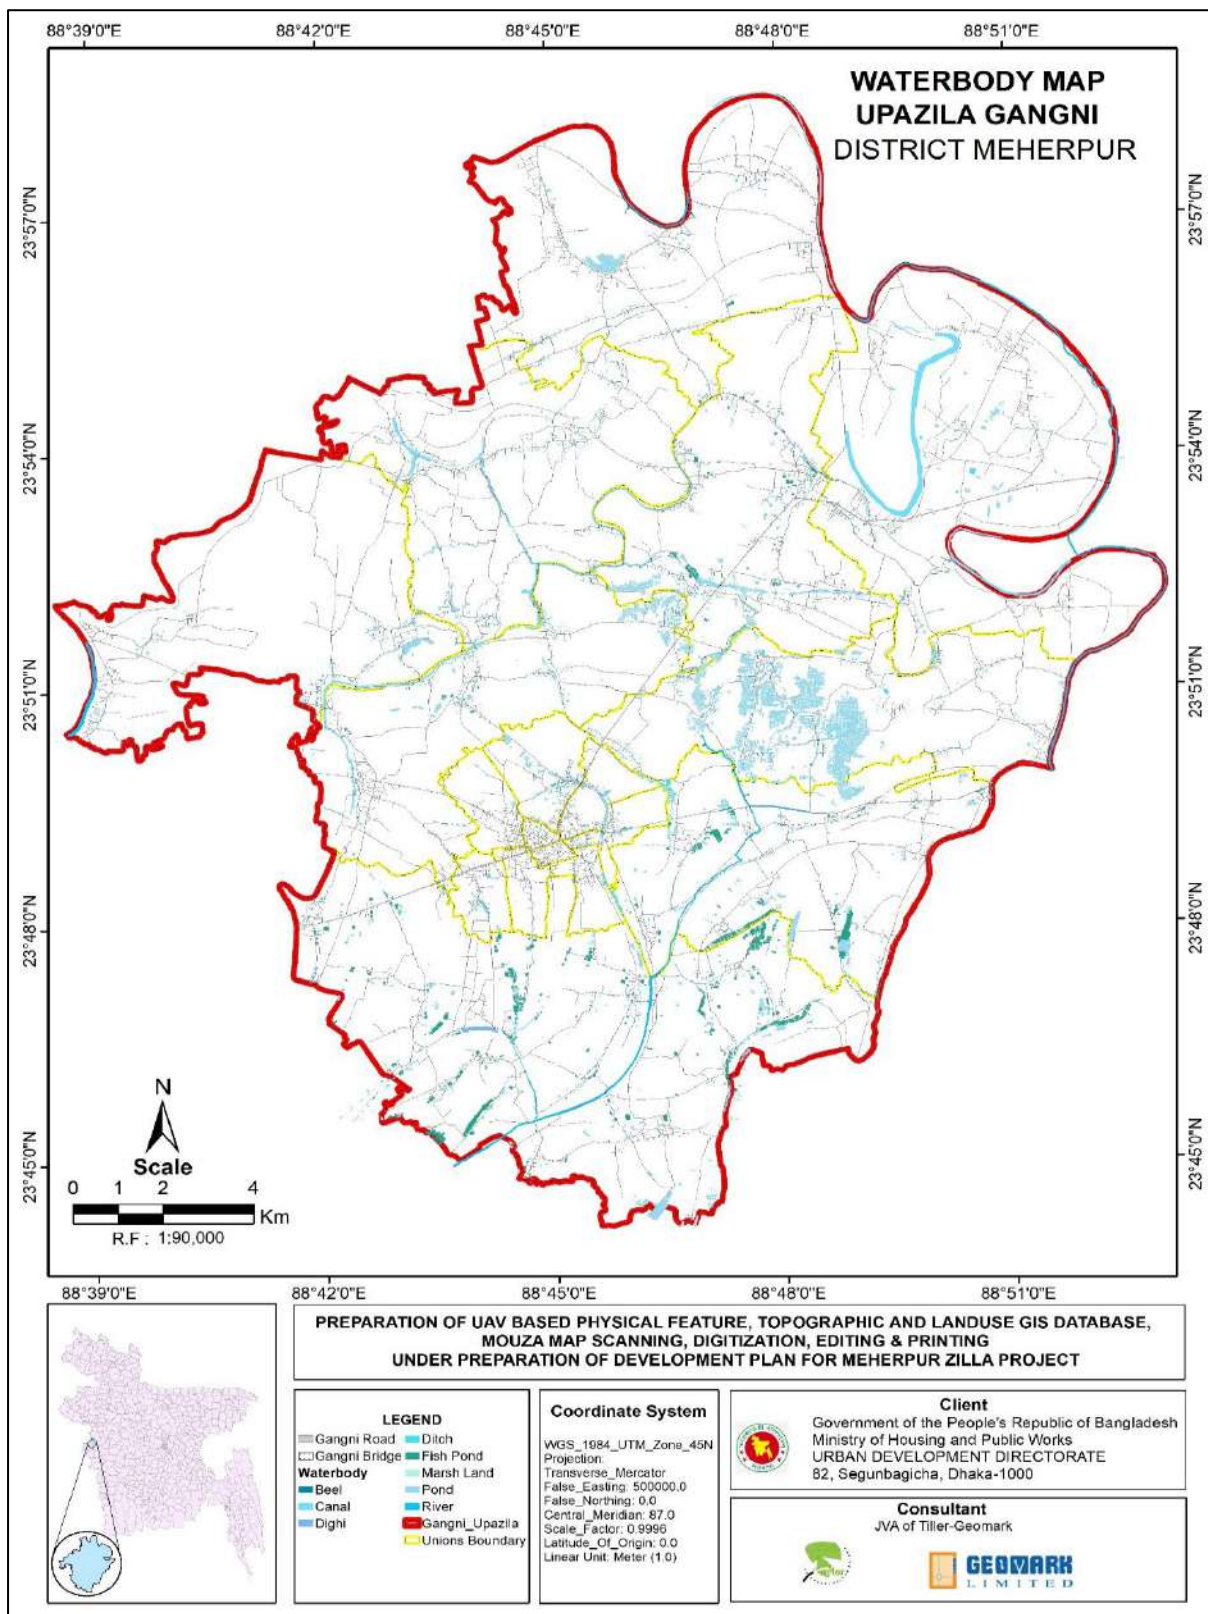 88°39'0"E 88°42'0"E 88°45'0"E 88°48'0"E 88°51'0"E
WATERBODY MAP
UPAZILA GANGNI
DISTRICT MEHERPUR
23°57'0"N 23°57'0"N
23°54'0"N 23°54'0"N
23°51'0"N 23°51'0"N
23°48'0"N 23°48'0"N
23°45'0"N 23°45'0"N
N
Scale
0 1 2 4
Km
R.F : 1:90,000
88°39'0"E 88°42'0"E 88°45'0"E 88°48'0"E 88°51'0"E
PREPARATION OF UAV BASED PHYSICAL FEATURE, TOPOGRAPHIC AND LANDUSE GIS DATABASE,
MOUZA MAP SCANNING, DIGITIZATION, EDITING & PRINTING
UNDER PREPARATION OF DEVELOPMENT PLAN FOR MEHERPUR ZILLA PROJECT
LEGEND
Gangni Road
Gangni Bridge
Waterbody
Beel
Canal
Dighi
Ditch
Fish Pond
Marsh Land
Pond
River
Gangni_Upazila
Unions Boundary
Coordinate System
WGS_1984_UTM_Zone_45N
Projection:
Transverse_Mercator
False_Easting: 500000.0
False_Northing: 0.0
Central_Meridian: 87.0
Scale_Factor: 0.9996
Latitude_Of_Origin: 0.0
Linear Unit: Meter (1.0)
Client
Government of the People's Republic of Bangladesh
Ministry of Housing and Public Works
URBAN DEVELOPMENT DIRECTORATE
82, Segunbagicha, Dhaka-1000
Consultant
JVA of Tiller-Geomark
GEOMARK
LIMITED